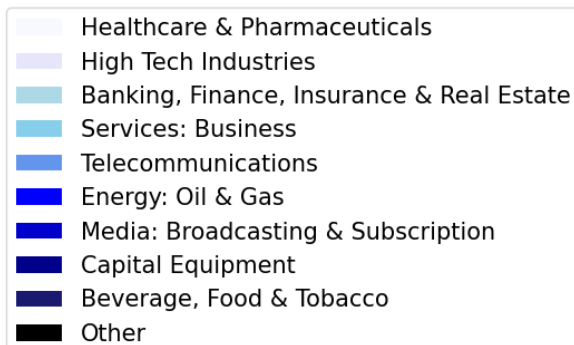 Healthcare & Pharmaceuticals
High Tech Industries
Banking, Finance, Insurance & Real Estate
Services: Business
Telecommunications
Energy: Oil & Gas
Media: Broadcasting & Subscription
Capital Equipment
Beverage, Food & Tobacco
Other